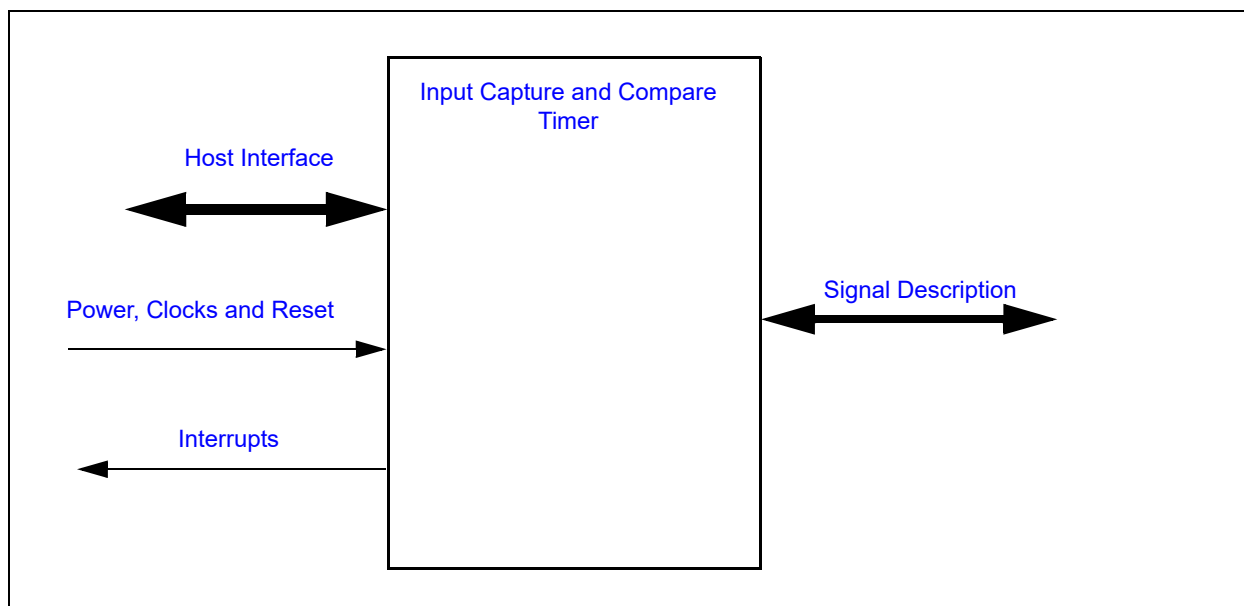 Input Capture and Compare
Timer
Host Interface
Signal Description
Power, Clocks and Reset
Interrupts